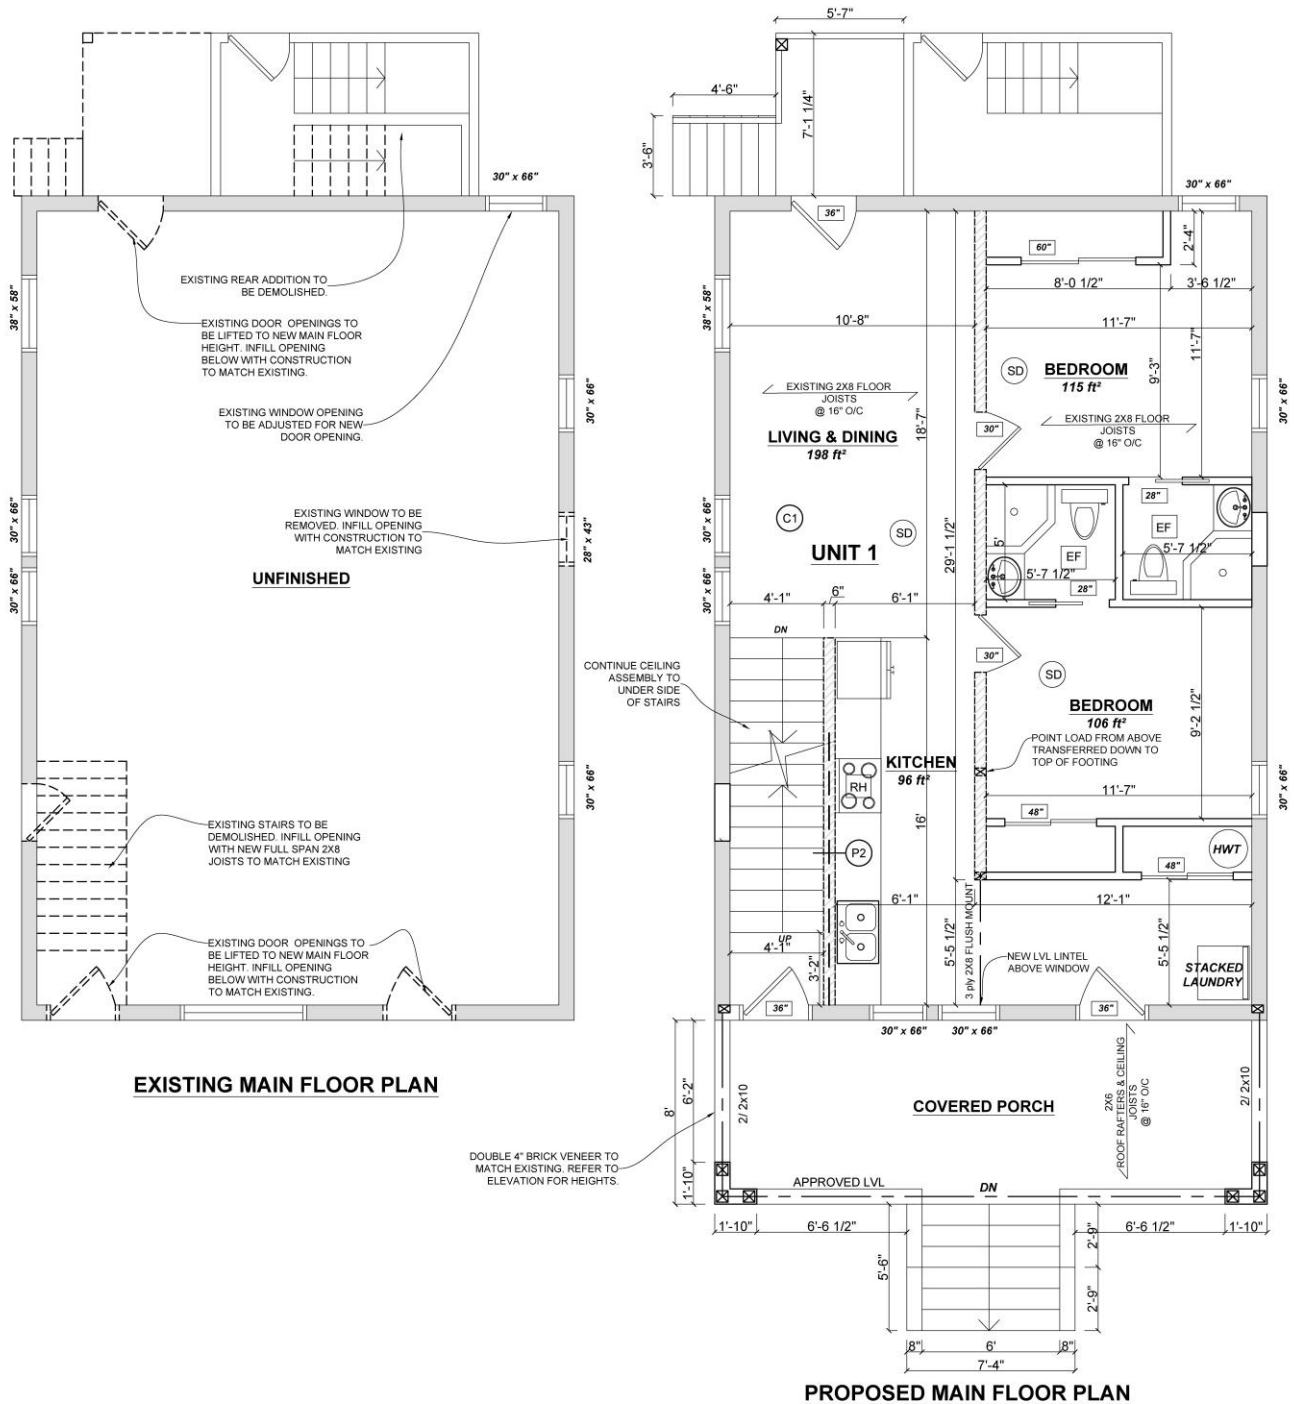 30" x 66"
38" x 58"
EXISTING REAR ADDITION TO
BE DEMOLISHED.
EXISTING DOOR OPENINGS TO
BE LIFTED TO NEW MAIN FLOOR
HEIGHT. INFILL OPENING
BELOW WITH CONSTRUCTION
TO MATCH EXISTING.
EXISTING WINDOW OPENING
TO BE ADJUSTED FOR NEW
DOOR OPENING.
30" x 66"
30" x 66"
EXISTING WINDOW TO BE
REMOVED. INFILL OPENING
WITH CONSTRUCTION TO
MATCH EXISTING
28" x 43"
UNFINISHED
30" x 66"
30" x 66"
EXISTING STAIRS TO BE
DEMOLISHED. INFILL OPENING
WITH NEW FULL SPAN 2X8
JOISTS TO MATCH EXISTING
EXISTING DOOR OPENINGS TO
BE LIFTED TO NEW MAIN FLOOR
HEIGHT. INFILL OPENING
BELOW WITH CONSTRUCTION
TO MATCH EXISTING.
EXISTING MAIN FLOOR PLAN
5'-7"
4'-6"
7'-1 1/4"
3'-6"
30" x 66"
36"
60"
2'-4"
8'-0 1/2"
3'-6 1/2"
38" x 58"
10'-8"
11'-7"
11'-7"
9'-3"
SD
BEDROOM
115 ft²
EXISTING 2X8 FLOOR
JOISTS
@ 16" O/C
EXISTING 2X8 FLOOR
JOISTS
@ 16" O/C
30" x 66"
18'-7"
30"
LIVING & DINING
198 ft²
28"
C1
SD
30" x 66"
29'-1 1/2"
UNIT 1
5'
EF
EF
5'-7 1/2"
5'-7 1/2"
28"
30" x 66"
4'-1"
6"
6'-1"
DN
30"
CONTINUE CEILING
ASSEMBLY TO
UNDER SIDE
OF STAIRS
SD
BEDROOM
106 ft²
9'-2 1/2"
POINT LOAD FROM ABOVE
TRANSFERRED DOWN TO
TOP OF FOOTING
KITCHEN
96 ft²
RH
11'-7"
30" x 66"
16'
48"
P2
HWT
48"
6'-1"
12'-1"
UP
4'-1"
3'-2"
5'-5 1/2"
3 ply 2X8 FLUSH MOUNT
NEW LVL LINTEL
ABOVE WINDOW
5'-5 1/2"
STACKED
LAUNDRY
36"
36"
30" x 66"
30" x 66"
8'
6'-2"
2/ 2x10
2/ 2x10
COVERED PORCH
2X6
ROOF RAFTERS & CEILING
JOISTS
@ 16" O/C
DOUBLE 4" BRICK VENEER TO
MATCH EXISTING. REFER TO
ELEVATION FOR HEIGHTS.
1'-10"
APPROVED LVL
DN
1'-10"
6'-6 1/2"
6'-6 1/2"
1'-10"
5'-6"
2'-9"
2'-9"
8"
6'
8"
7'-4"
PROPOSED MAIN FLOOR PLAN